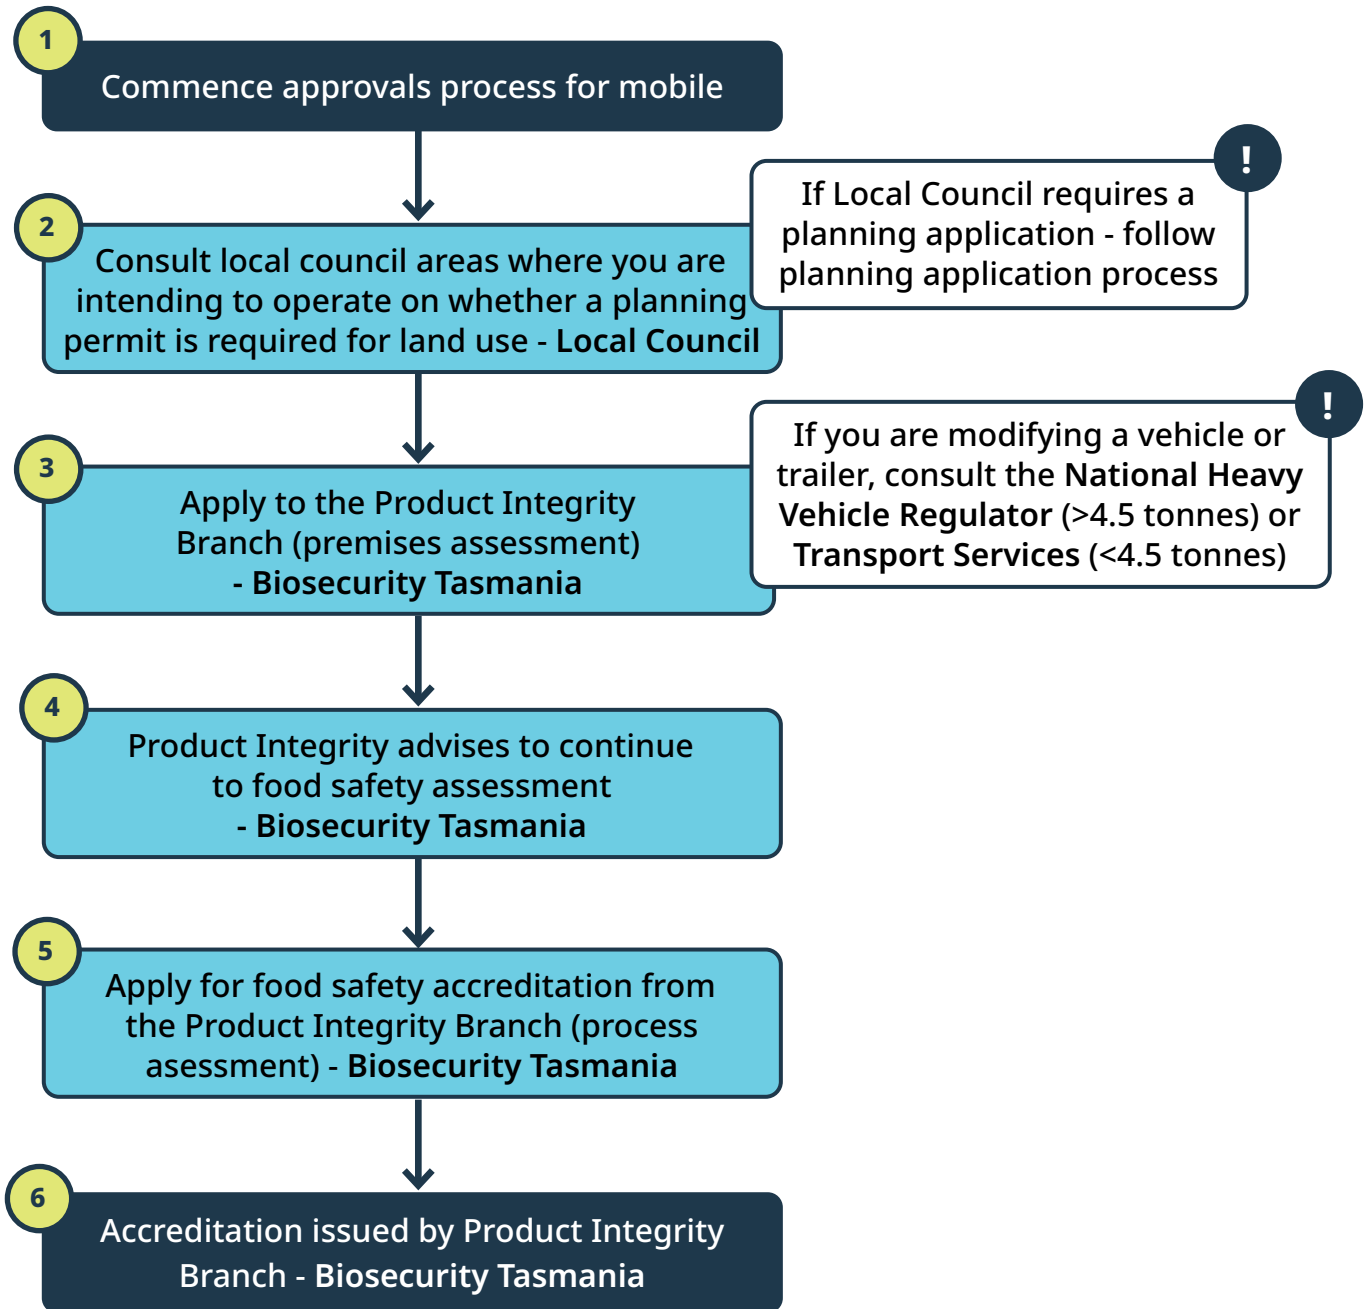 1
Commence approvals process for mobile
2
Consult local council areas where you are
intending to operate on whether a planning
permit is required for land use - Local Council
!
If Local Council requires a
planning application - follow
planning application process
3
Apply to the Product Integrity
Branch (premises assessment)
- Biosecurity Tasmania
!
If you are modifying a vehicle or
trailer, consult the National Heavy
Vehicle Regulator (>4.5 tonnes) or
Transport Services (<4.5 tonnes)
4
Product Integrity advises to continue
to food safety assessment
- Biosecurity Tasmania
5
Apply for food safety accreditation from
the Product Integrity Branch (process
asessment) - Biosecurity Tasmania
6
Accreditation issued by Product Integrity
Branch - Biosecurity Tasmania